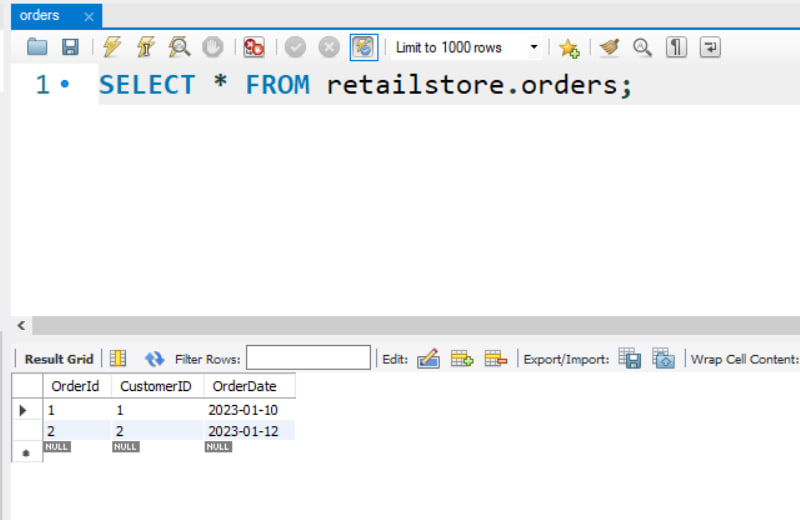 orders
Limit to 1000 rows
1 SELECT * FROM retailstore.orders;
Result Grid Filter Rows: Edit: Export/Import: Wrap Cell Content:
OrderId CustomerID OrderDate
1 1 2023-01-10
2 2 2023-01-12
NULL NULL NULL